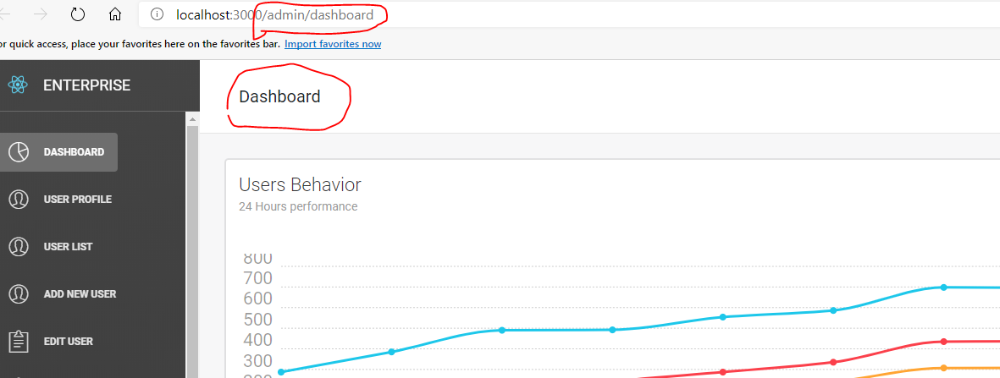 localhost:3000/admin/dashboard
or quick access, place your favorites here on the favorites bar. Import favorites now
ENTERPRISE
Dashboard
DASHBOARD
USER PROFILE
USER LIST
ADD NEW USER
EDIT USER
Users Behavior
24 Hours performance
800
700
600
500
400
300